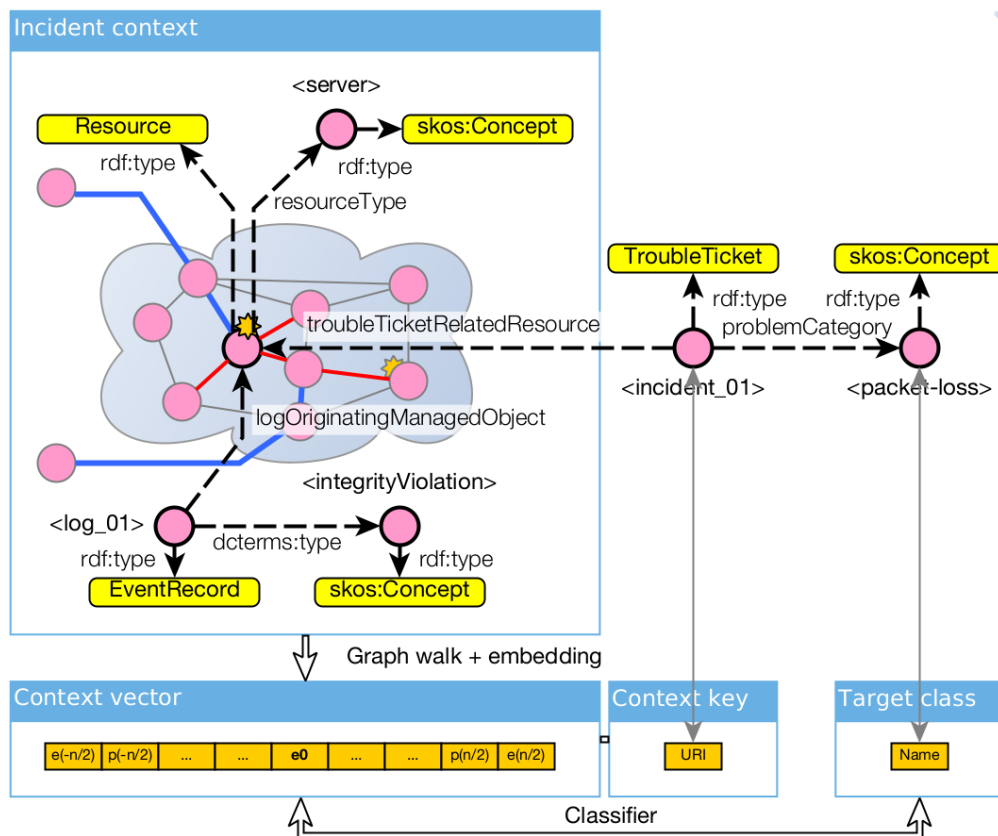 Incident context
<server>
Resource
skos:Concept
rdf:type
rdf:type
resourceType
TroubleTicket
skos:Concept
rdf:type
rdf:type
troubleTicketRelatedResource
problemCategory
<incident_01>
<packet-loss>
logOriginatingManagedObject
<integrityViolation>
<log_01>
dcterms:type
rdf:type
rdf:type
EventRecord
skos:Concept
Graph walk + embedding
Context vector
Context key
Target class
e(-n/2) p(-n/2) ... ... e0 ... ... p(n/2) e(n/2)
URI
Name
Classifier